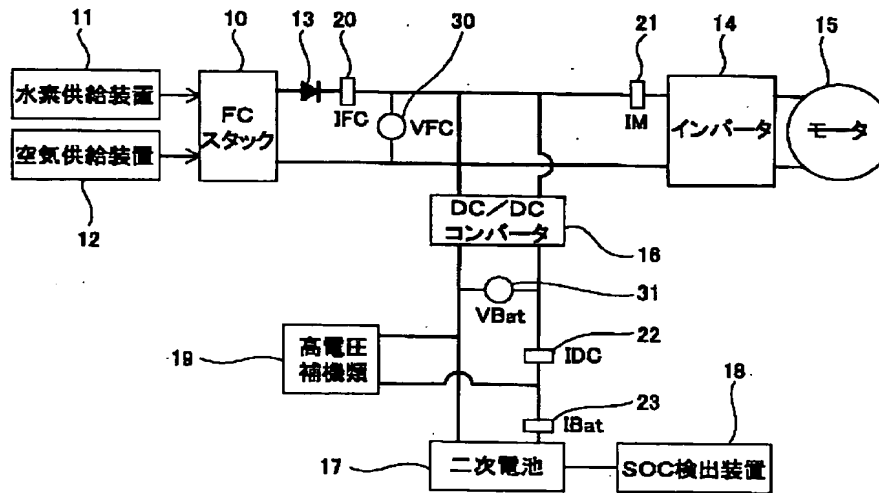 11
10
13
20
30
21
14
15
水素供給装置
FC
スタック
IFC
VFC
IM
インバータ
モータ
空気供給装置
12
DC／DC
コンバータ
16
31
VBat
22
高電圧
補機類
19
IDC
23
18
IBat
17
二次電池
SOC検出装置